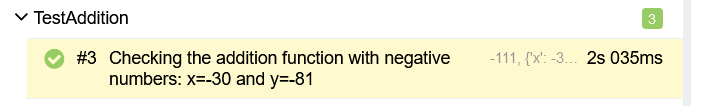 TestAddition 3
#3 Checking the addition function with negative -111, {'x': -3... 2s 035ms
numbers: x=-30 and y=-81